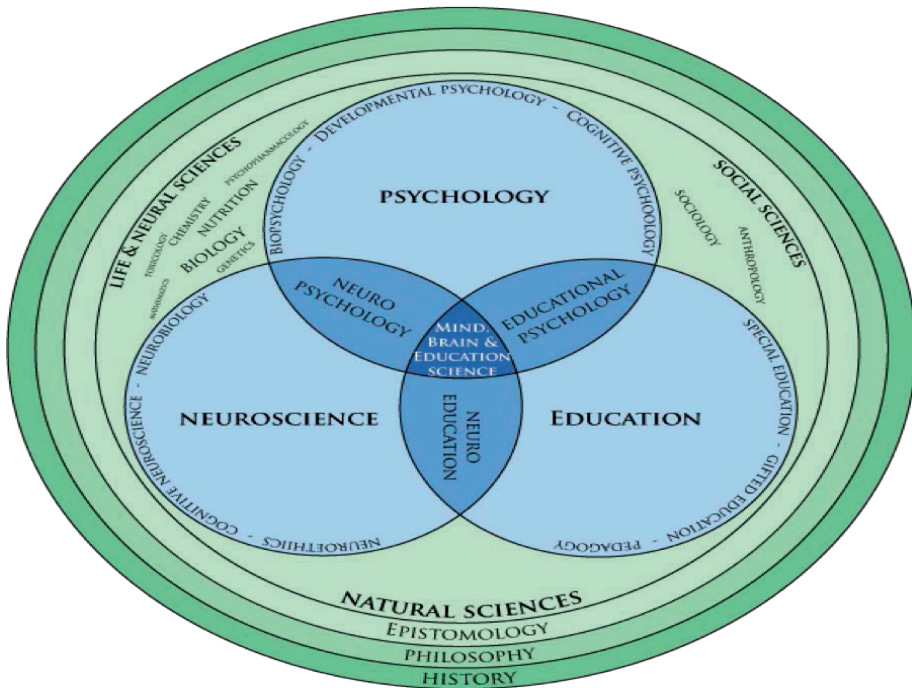 LIFE & NEURAL SCIENCES
PSYCHOPHARMACOLOGY
NUTRITION
CHEMISTRY
TOXICOLOGY
BIOLOGY
GENETICS
BIOPSYCHOLOGY - DEVELOPMENTAL PSYCHOLOGY - COGNITIVE PSYCHOLOGY
PSYCHOLOGY
SOCIAL SCIENCES
SOCIOLOGY
ANTHROPOLOGY
NEURO
PSYCHOLOGY
EDUCATIONAL
PSYCHOLOGY
MIND,
BRAIN &
EDUCATION
SCIENCE
COGNITIVE NEUROSCIENCE - NEUROBIOLOGY
NEUROSCIENCE
NEUROETHICS
NEURO
EDUCATION
EDUCATION
SPECIAL EDUCATION - GIFTED EDUCATION - PEDAGOGY
NATURAL SCIENCES
EPISTOMOLOGY
PHILOSOPHY
HISTORY